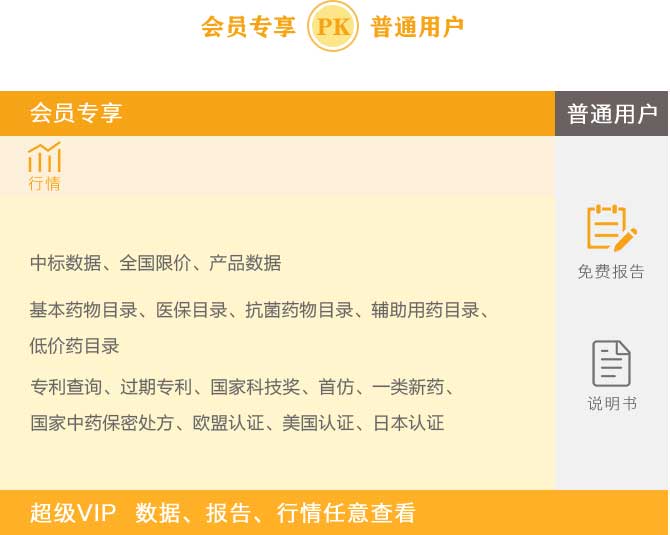 会员专享 PK 普通用户
会员专享
普通用户
行情
中标数据、全国限价、产品数据
基本药物目录、医保目录、抗菌药物目录、辅助用药目录、
低价药目录
专利查询、过期专利、国家科技奖、首仿、一类新药、
国家中药保密处方、欧盟认证、美国认证、日本认证
免费报告
说明书
超级VIP 数据、报告、行情任意查看